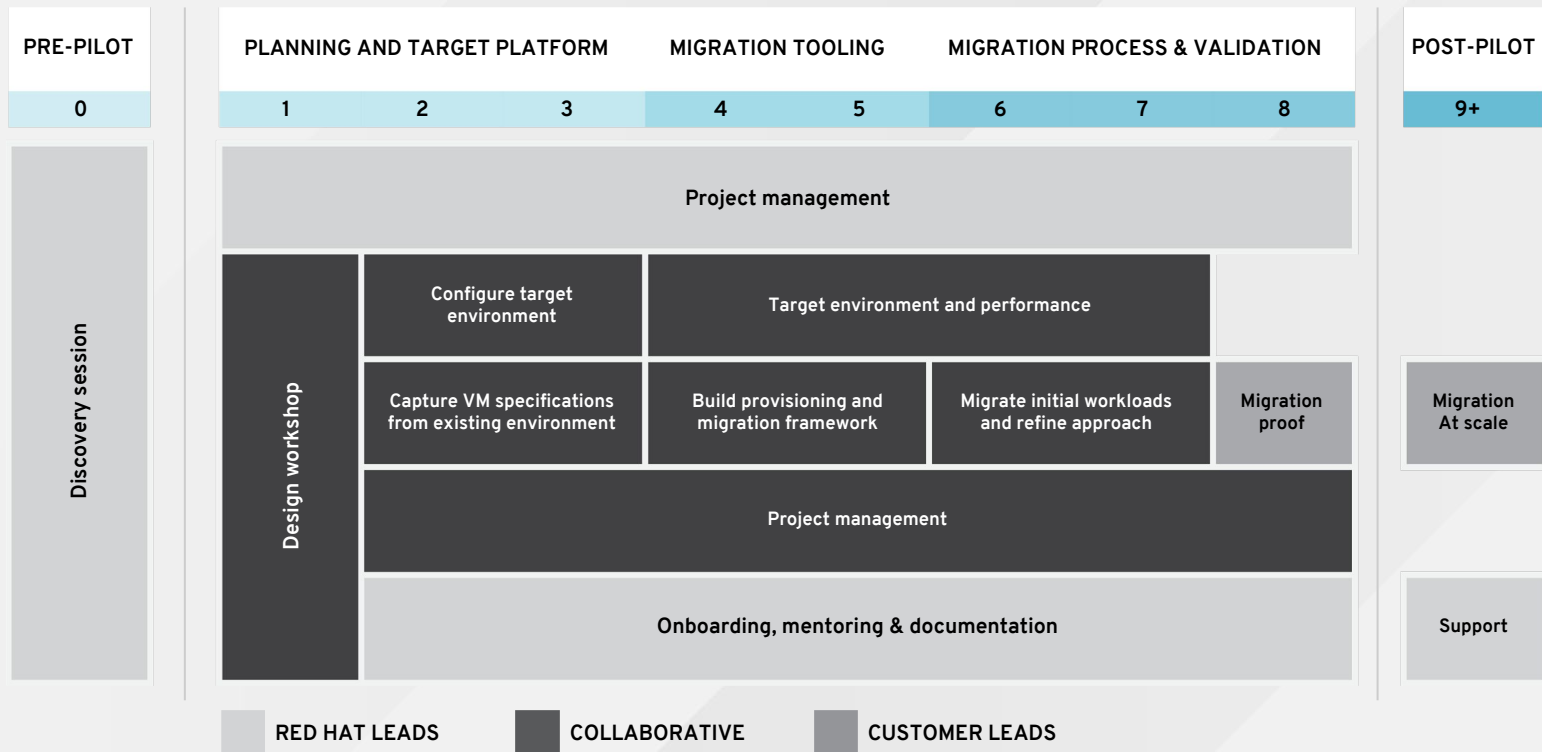 PRE-PILOT
PLANNING AND TARGET PLATFORM
MIGRATION TOOLING
MIGRATION PROCESS & VALIDATION
POST-PILOT
0
1
2
3
4
5
6
7
8
9+
Discovery session
Project management
Design workshop
Configure target
environment
Target environment and performance
Capture VM specifications
from existing environment
Build provisioning and
migration framework
Migrate initial workloads
and refine approach
Migration
proof
Migration
At scale
Project management
Onboarding, mentoring & documentation
Support
RED HAT LEADS
COLLABORATIVE
CUSTOMER LEADS